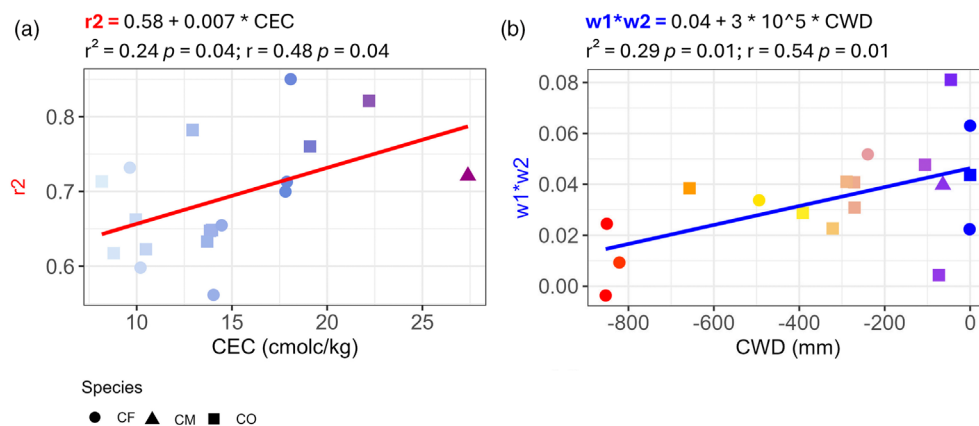 (a)
r2 = 0.58 + 0.007 * CEC
r² = 0.24 p = 0.04; r = 0.48 p = 0.04
r2
0.8
0.7
0.6
10 15 20 25
CEC (cmolc/kg)
(b)
w1*w2 = 0.04 + 3 * 10^5 * CWD
r² = 0.29 p = 0.01; r = 0.54 p = 0.01
w1*w2
0.08
0.06
0.04
0.02
0.00
-800 -600 -400 -200 0
CWD (mm)
Species
CF CM CO